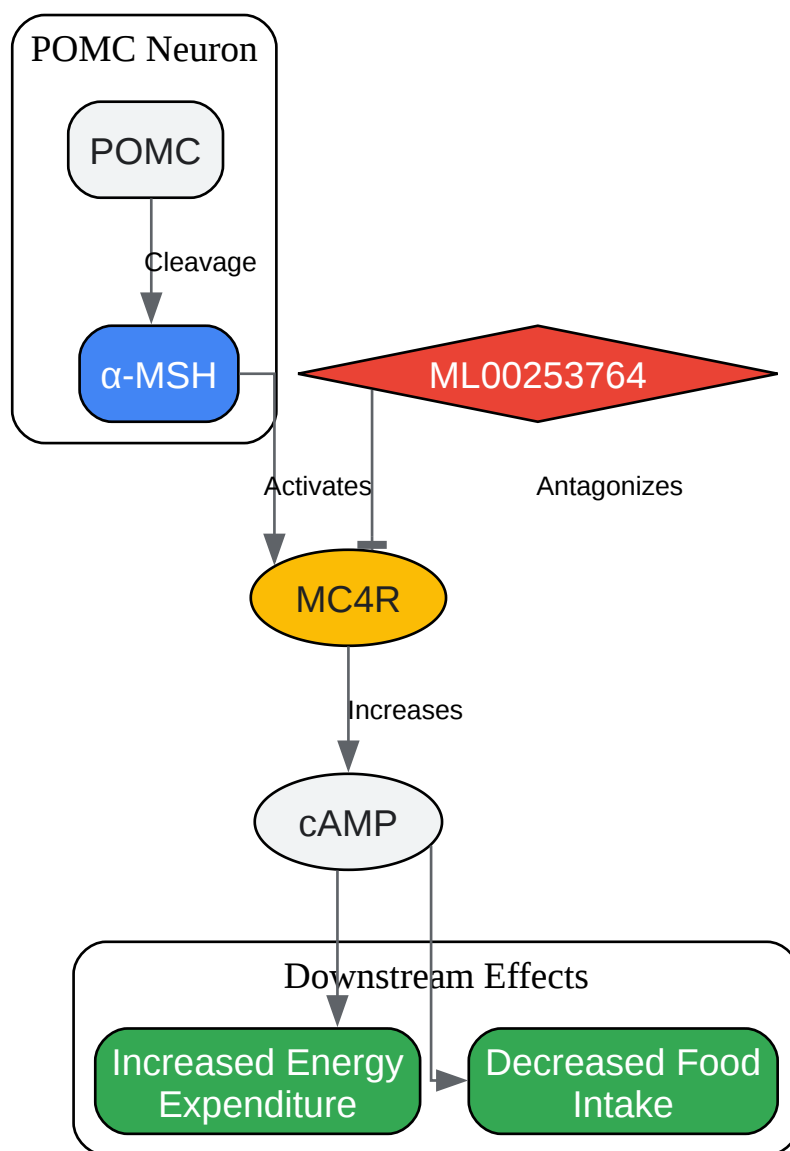 POMC Neuron
POMC
Cleavage
α-MSH
ML00253764
Activates
Antagonizes
MC4R
Increases
cAMP
Downstream Effects
Increased Energy
Expenditure
Decreased Food
Intake